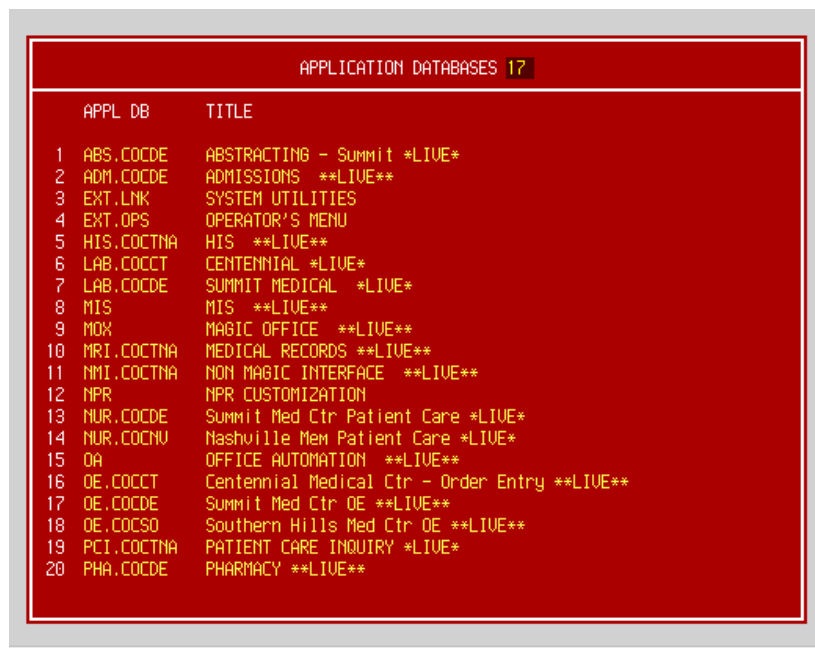 APPLICATION DATABASES 17
APPL DB TITLE
1 ABS.COCDE ABSTRACTING - Summit *LIVE*
2 ADM.COCDE ADMISSIONS **LIVE**
3 EXT.LNK SYSTEM UTILITIES
4 EXT.OPS OPERATOR'S MENU
5 HIS.COCTNA HIS **LIVE**
6 LAB.COCCT CENTENNIAL *LIVE*
7 LAB.COCDE SUMMIT MEDICAL *LIVE*
8 MIS MIS **LIVE**
9 MOX MAGIC OFFICE **LIVE**
10 MRI.COCTNA MEDICAL RECORDS **LIVE**
11 NMI.COCTNA NON MAGIC INTERFACE **LIVE**
12 NPR NPR CUSTOMIZATION
13 NUR.COCDE Summit Med Ctr Patient Care *LIVE*
14 NUR.COCNV Nashville Mem Patient Care *LIVE*
15 OA OFFICE AUTOMATION **LIVE**
16 OE.COCCT Centennial Medical Ctr - Order Entry **LIVE**
17 OE.COCDE Summit Med Ctr OE **LIVE**
18 OE.COCSO Southern Hills Med Ctr OE **LIVE**
19 PCI.COCTNA PATIENT CARE INQUIRY *LIVE*
20 PHA.COCDE PHARMACY **LIVE**